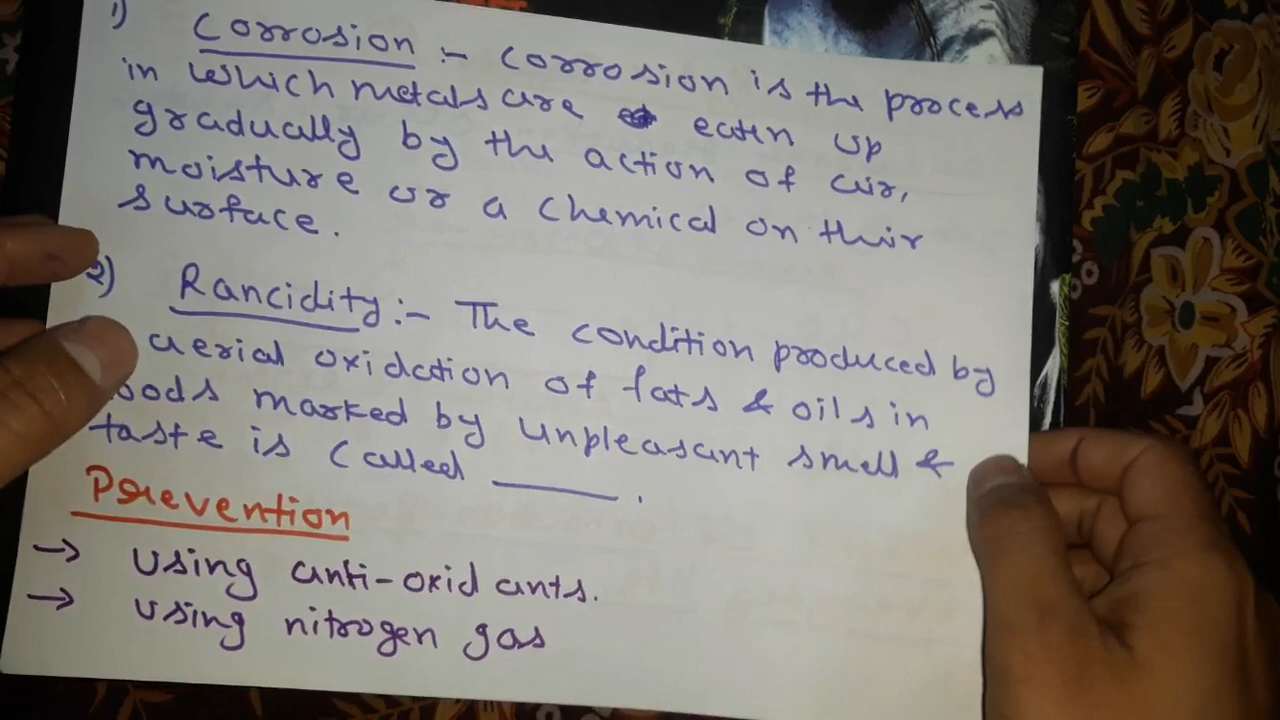 1) Corrosion :- Corrosion is the process
in which metals are eaten up
gradually by the action of air,
moisture or a chemical on their
surface.
2) Rancidity :- The condition produced by
aerial oxidation of fats & oils in
oods marked by unpleasant smell &
taste is called ______ .
Prevention
→ Using anti-oxidants.
→ Using nitrogen gas